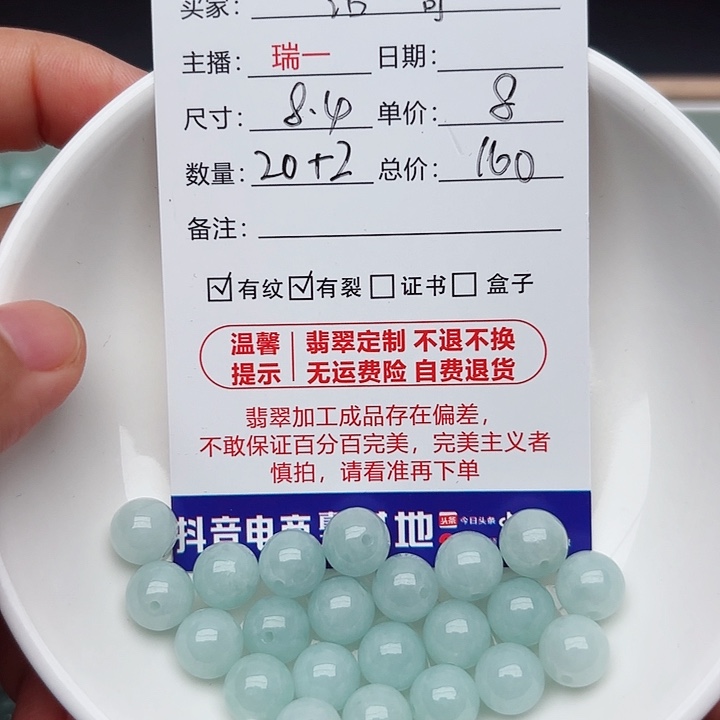 买家：
主播：瑞一 日期：
尺寸：8.4 单价：8
数量：20+2 总价：160
备注：
有纹 有裂 证书 盒子
温馨 翡翠定制 不退不换
提示 无运费险 自费退货
翡翠加工成品存在偏差，
不敢保证百分百完美，完美主义者
慎拍，请看准再下单
抖音电商 地 头条 今日头条